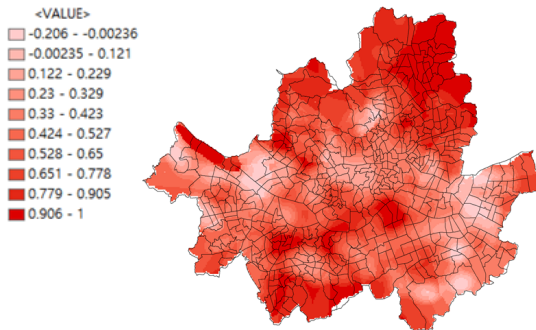 <VALUE>
-0.206 - -0.00236
-0.00235 - 0.121
0.122 - 0.229
0.23 - 0.329
0.33 - 0.423
0.424 - 0.527
0.528 - 0.65
0.651 - 0.778
0.779 - 0.905
0.906 - 1